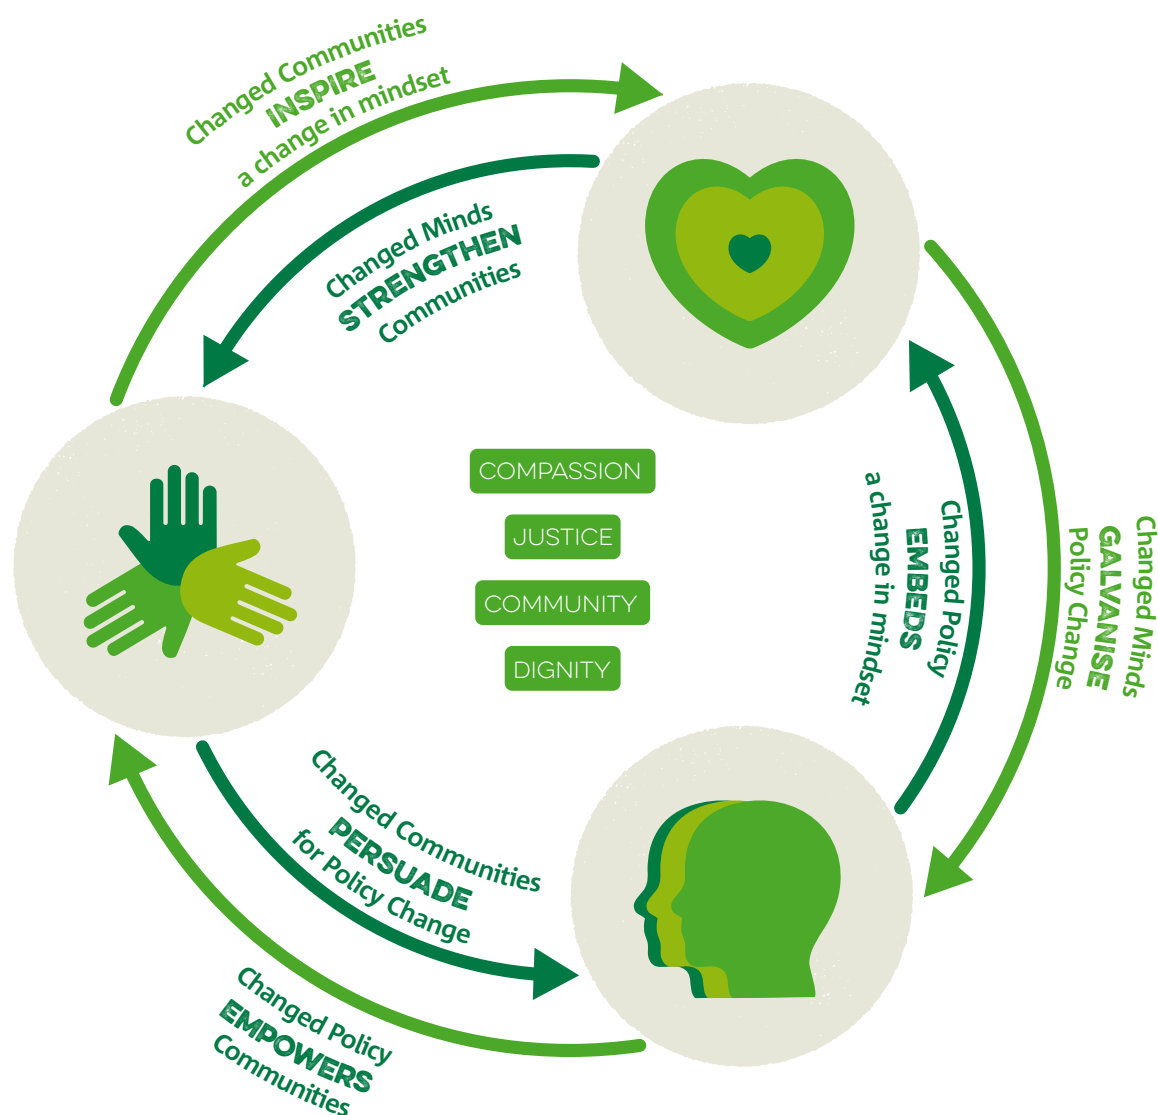 Changed Communities
INSPIRE
a change in mindset
Changed Minds
STRENGTHEN
Communities
COMPASSION
JUSTICE
COMMUNITY
DIGNITY
Changed Policy
EMBEDS
a change in mindset
Changed Minds
GALVANISE
Policy Change
Changed Communities
PERSUADE
for Policy Change
Changed Policy
EMPOWERS
Communities